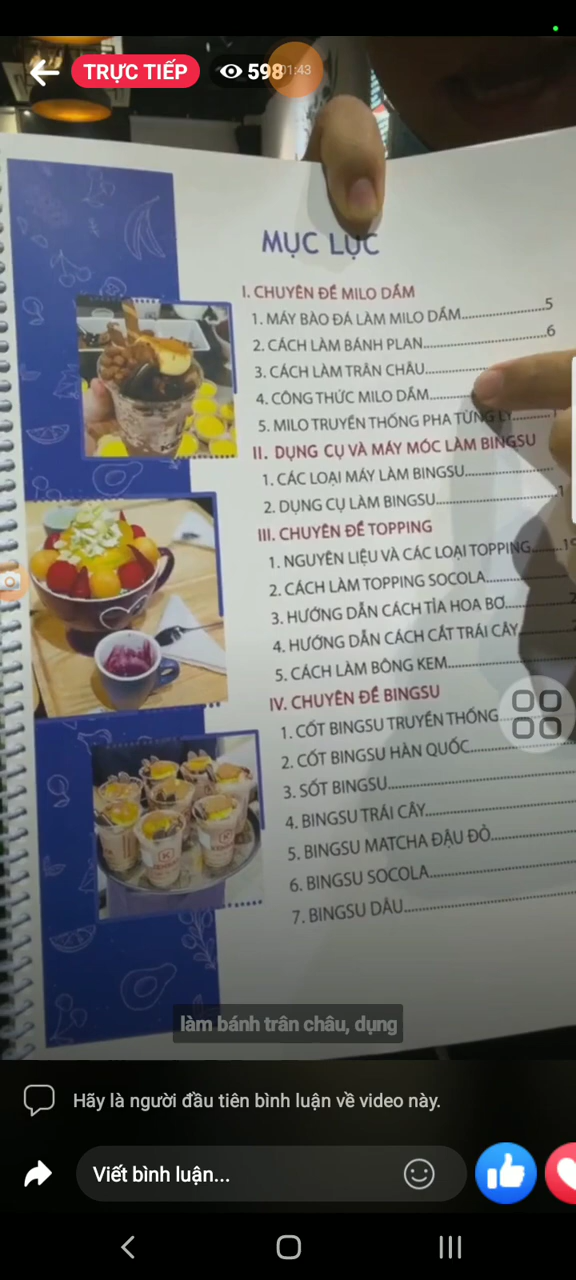 TRỰC TIẾP
598
01:43
MỤC LỤC
I. CHUYÊN ĐỀ MILO DẦM
1. MÁY BÀO ĐÁ LÀM MILO DẦM..................5
2. CÁCH LÀM BÁNH PLAN..................6
3. CÁCH LÀM TRÂN CHÂU..................
4. CÔNG THỨC MILO DẦM..................
5. MILO TRUYỀN THỐNG PHA TỪNG LY..........1
II. DỤNG CỤ VÀ MÁY MÓC LÀM BINGSU
1. CÁC LOẠI MÁY LÀM BINGSU..................
2. DỤNG CỤ LÀM BINGSU..................1
III. CHUYÊN ĐỀ TOPPING
1. NGUYÊN LIỆU VÀ CÁC LOẠI TOPPING........19
2. CÁCH LÀM TOPPING SOCOLA..................
3. HƯỚNG DẪN CÁCH TỈA HOA BƠ..................2
4. HƯỚNG DẪN CÁCH CẮT TRÁI CÂY..................
5. CÁCH LÀM BÔNG KEM..................
IV. CHUYÊN ĐỀ BINGSU
1. CỐT BINGSU TRUYỀN THỐNG..................
2. CỐT BINGSU HÀN QUỐC..................
3. SỐT BINGSU..................
4. BINGSU TRÁI CÂY..................
5. BINGSU MATCHA ĐẬU ĐỎ..................
6. BINGSU SOCOLA..................
7. BINGSU DÂU..................
làm bánh trân châu, dụng
Hãy là người đầu tiên bình luận về video này.
Viết bình luận...